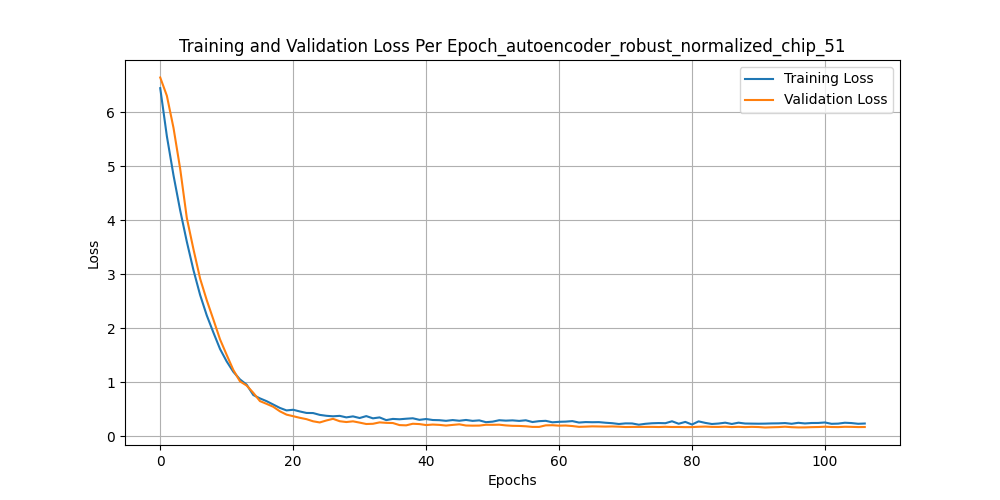 Training and Validation Loss Per Epoch_autoencoder_robust_normalized_chip_51
Training Loss
Validation Loss
6
5
4
3
2
1
0
Loss
0 20 40 60 80 100
Epochs